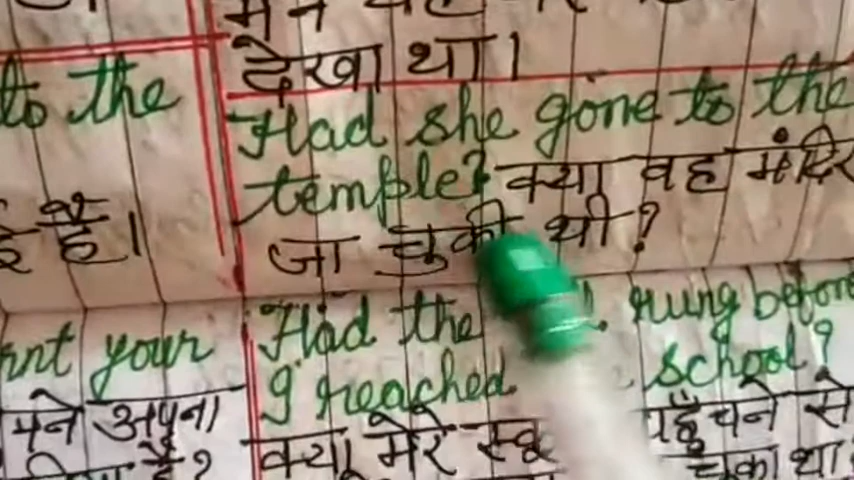 देखा था।
to the
Had she gone to the
temple? क्या वह मंदिर
है।
जा चुकी थी?
your
Had the rung before
I reached school?
अपना
क्या मेरे पहुँचने से
चुका था